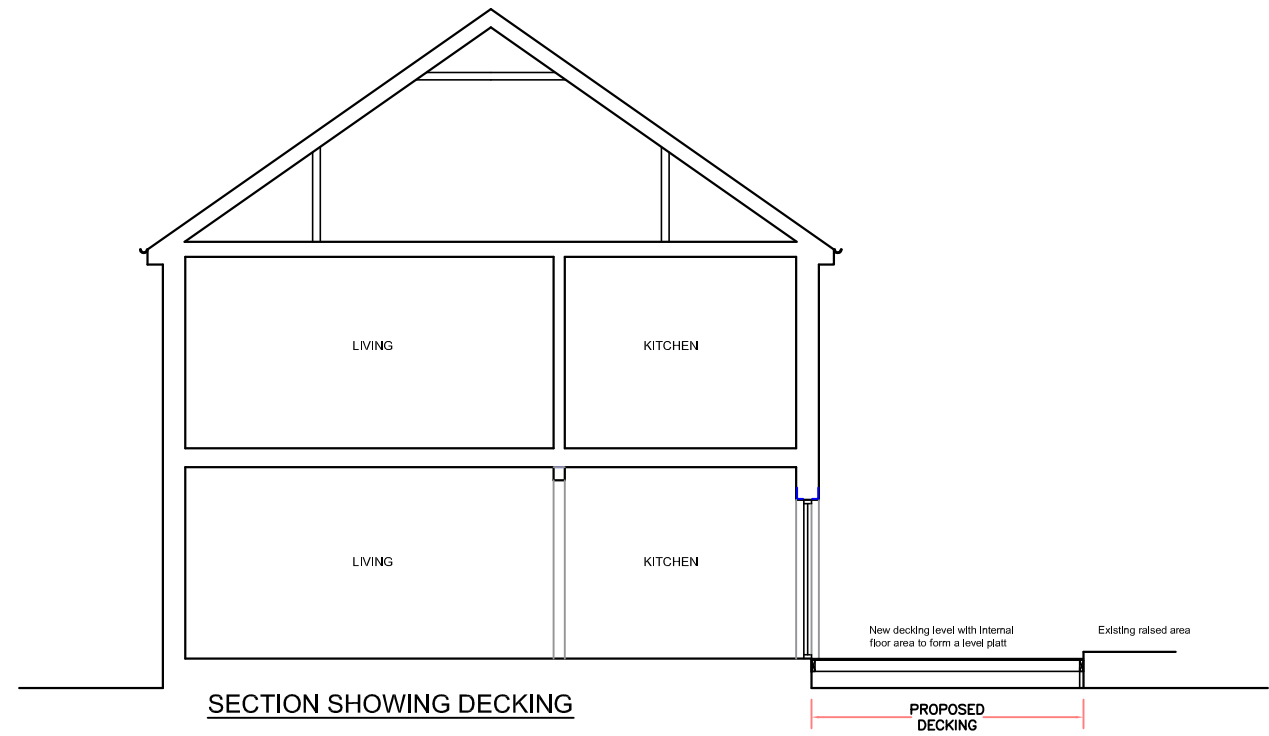 LIVING
KITCHEN
LIVING
KITCHEN
New decking level with internal
floor area to form a level platt
Existing raised area
SECTION SHOWING DECKING
PROPOSED
DECKING